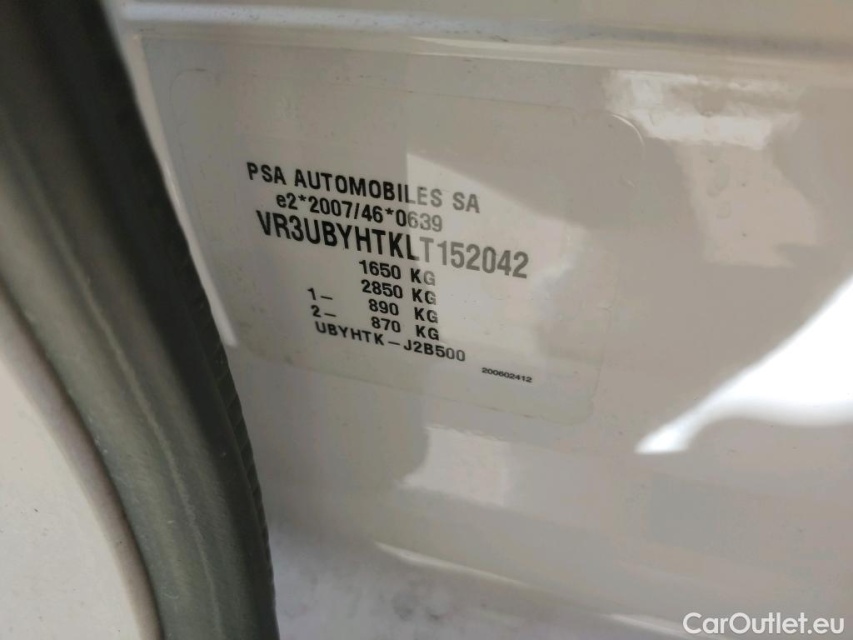 PSA AUTOMOBILES SA
e2*2007/46*0639
VR3UBYHTKLT152042
1650 KG
2850 KG
1- 890 KG
2- 870 KG
UBYHTK-J2B500
200602412
CarOutlet.eu